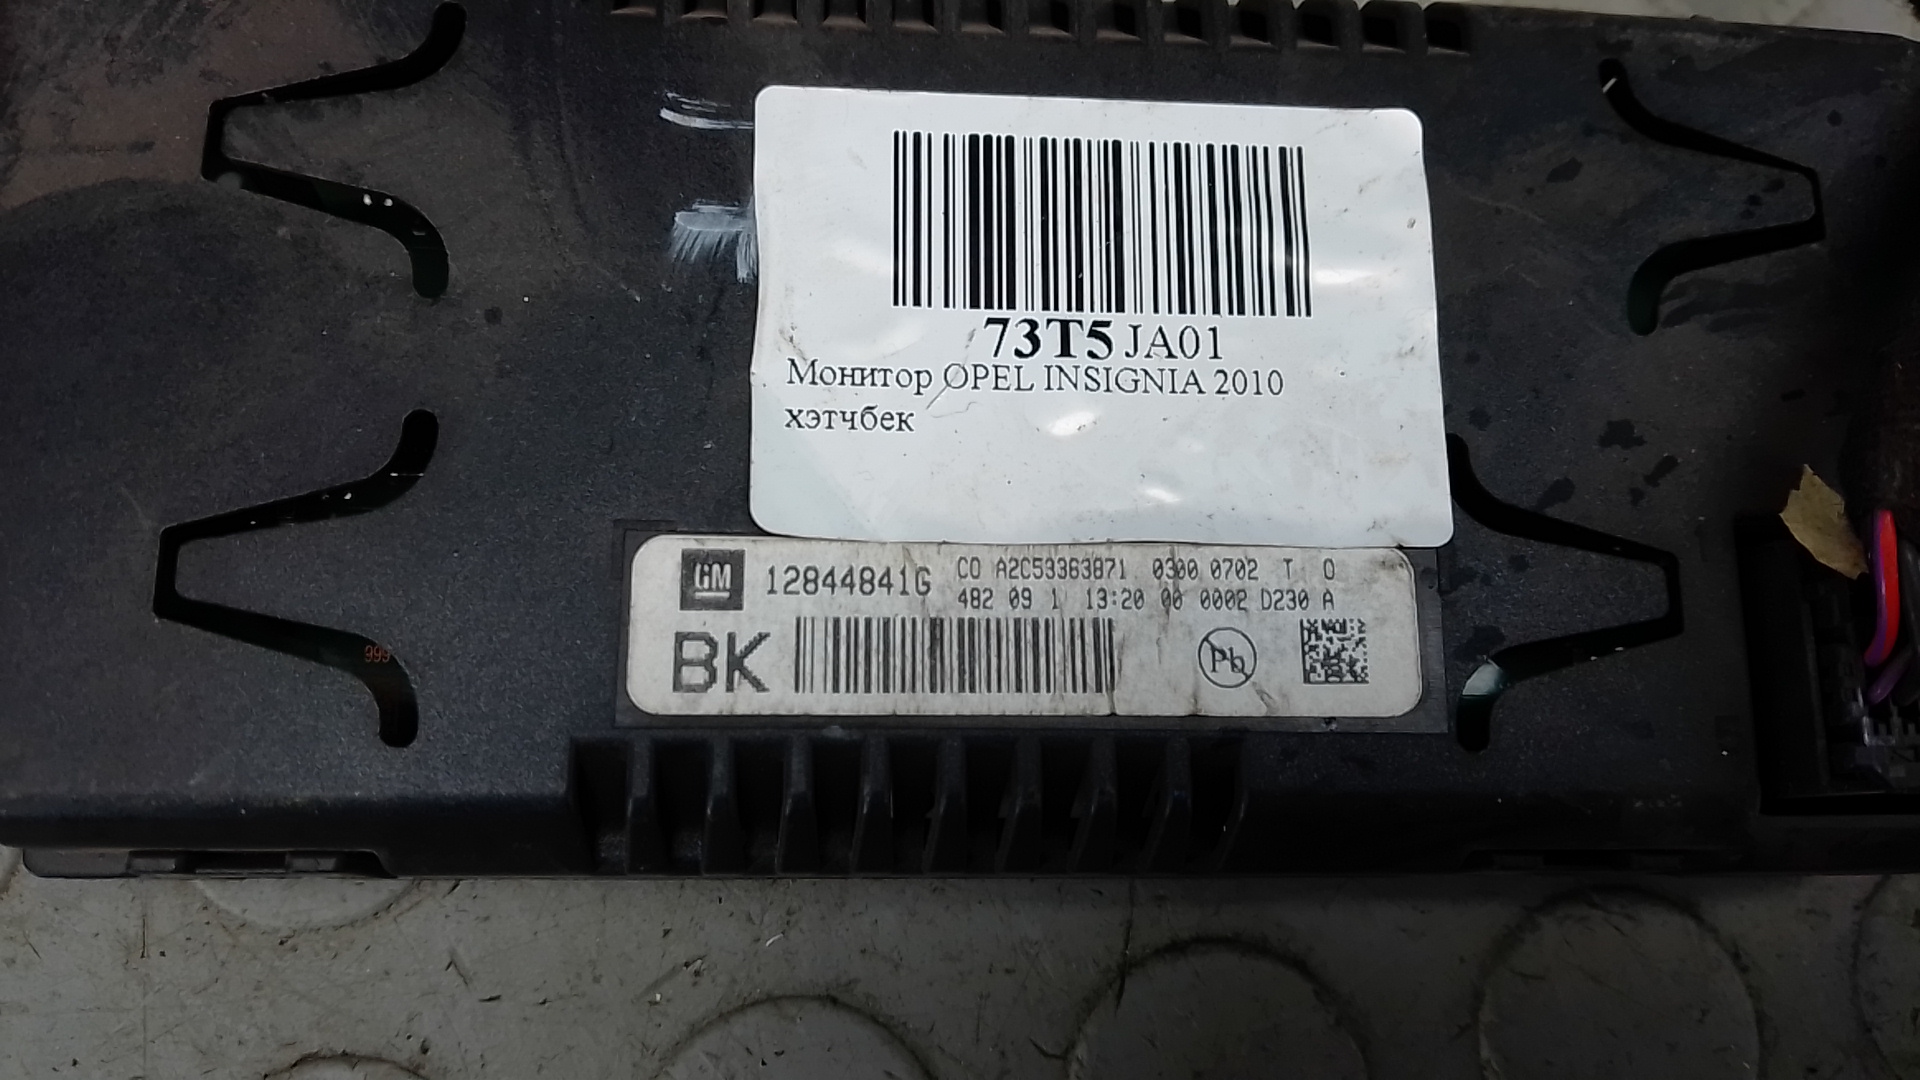 73T5 JA01
Монитор OPEL INSIGNIA 2010
хэтчбек
GM 12844841G CO A2C53363871 0300 0702 T 0
482 09 1 13:20 00 0002 D230 A
BK Pb
999